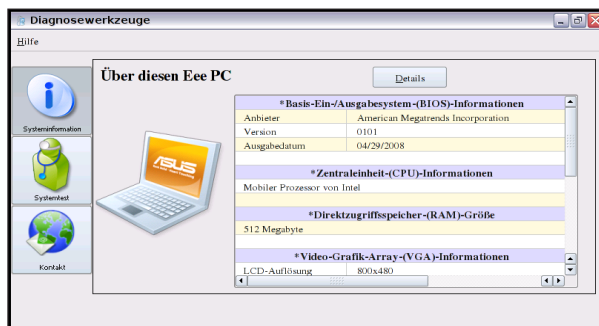 Diagnosewerkzeuge
Hilfe
Systeminformation
Systemtest
Kontakt
Über diesen Eee PC
Details
ASUS
*Basis-Ein-/Ausgabesystem-(BIOS)-Informationen
Anbieter American Megatrends Incorporation
Version 0101
Ausgabedatum 04/29/2008
*Zentraleinheit-(CPU)-Informationen
Mobiler Prozessor von Intel
*Direktzugriffsspeicher-(RAM)-Größe
512 Megabyte
*Video-Grafik-Array-(VGA)-Informationen
LCD-Auflösung 800x480